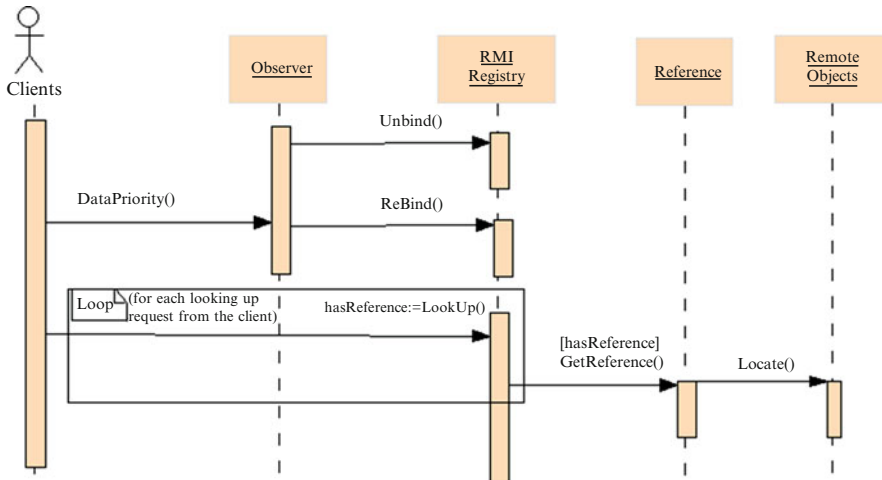 Clients
Observer
RMI
Registry
Reference
Remote
Objects
Unbind()
DataPriority()
ReBind()
Loop
(for each looking up
request from the client)
hasReference:=LookUp()
[hasReference]
GetReference()
Locate()